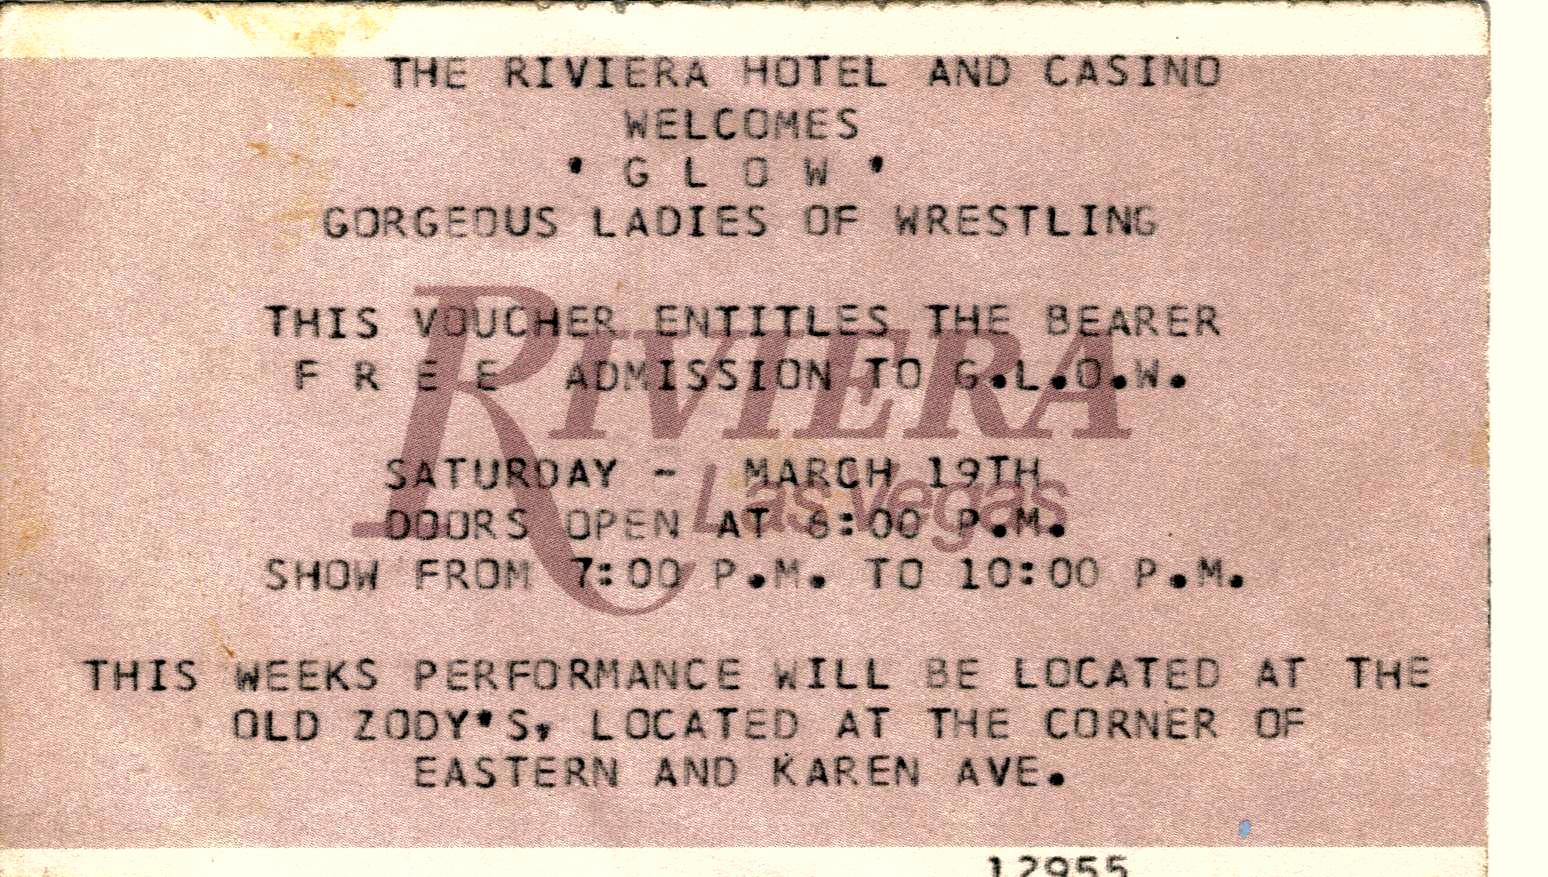 THE RIVIERA HOTEL AND CASINO
WELCOMES
' G L O W '
GORGEOUS LADIES OF WRESTLING
THIS VOUCHER ENTITLES THE BEARER
F R E E ADMISSION TO G.L.O.W.
RIVIERA
Las Vegas
SATURDAY - MARCH 19TH
DOORS OPEN AT 6:00 P.M.
SHOW FROM 7:00 P.M. TO 10:00 P.M.
THIS WEEKS PERFORMANCE WILL BE LOCATED AT THE
OLD ZODY'S, LOCATED AT THE CORNER OF
EASTERN AND KAREN AVE.
12955